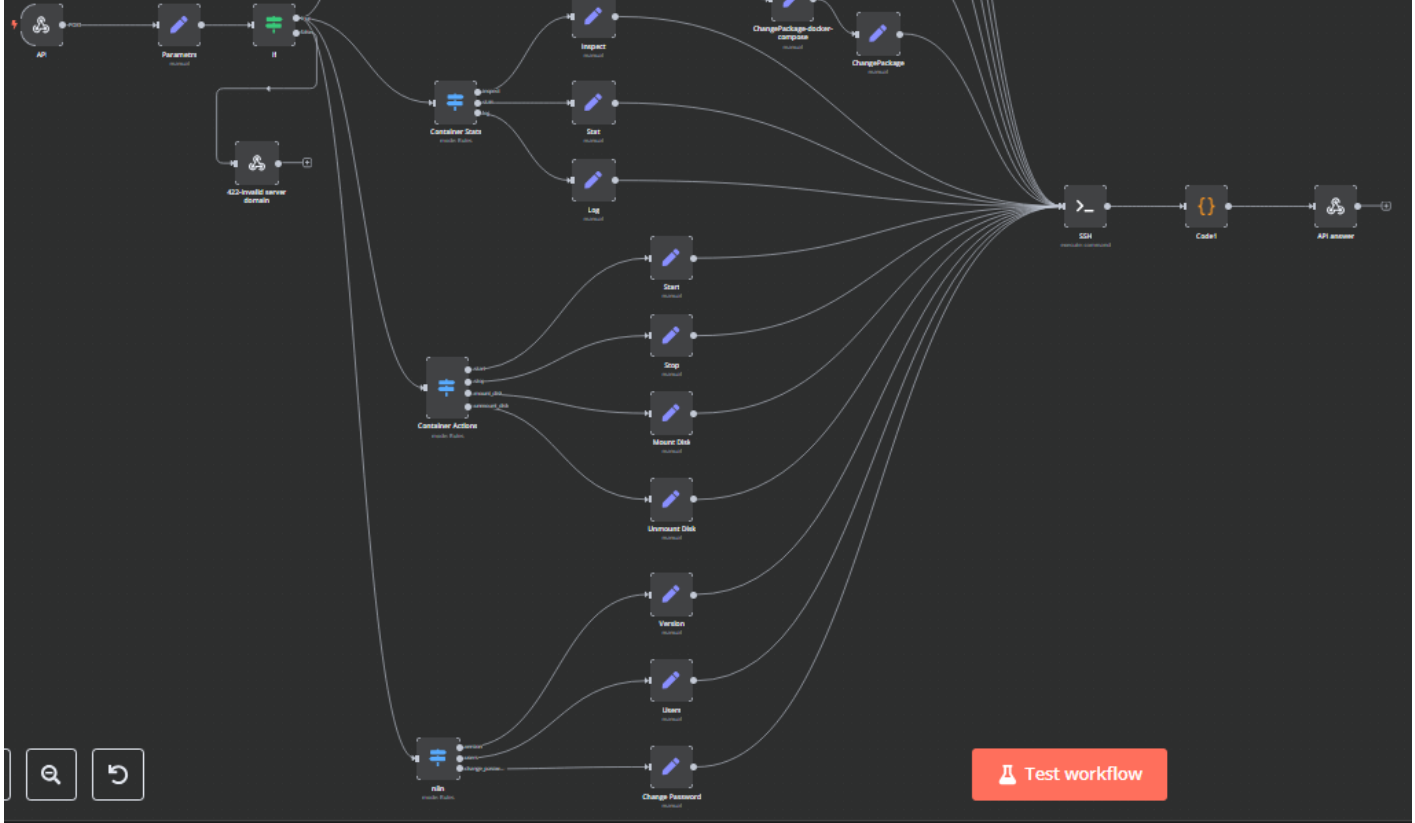 POST
API
Parametrs
manual
If
422-Invalid server
domain
Container Stats
mode: Rules
inspect
stat
log
Inspect
manual
Stat
manual
Log
manual
ChangePackage-docker-
compose
manual
ChangePackage
manual
SSH
execute command
Code1
API answer
Container Actions
mode: Rules
start
stop
mount_disk
unmount_disk
Start
manual
Stop
manual
Mount Disk
manual
Unmount Disk
manual
n8n
mode: Rules
version
users
Version
manual
Users
manual
Change Password
manual
Test workflow